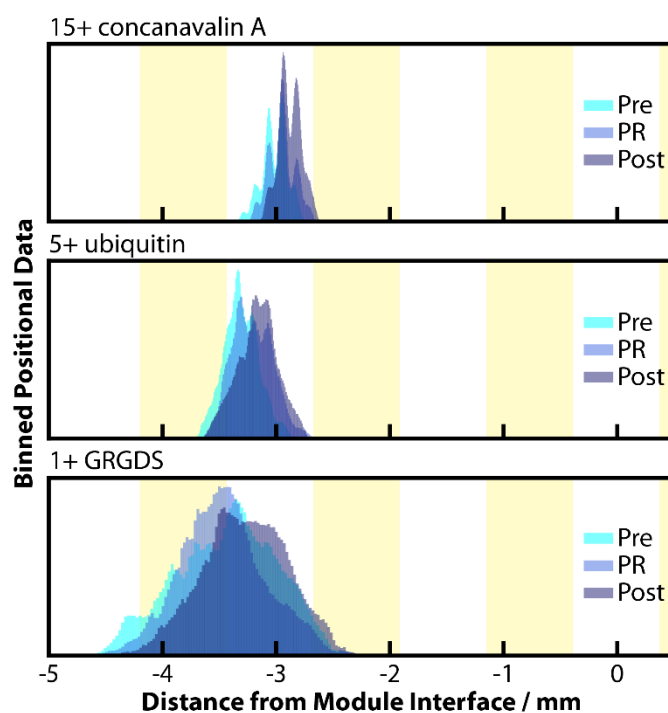 15+ concanavalin A
Pre
PR
Post
5+ ubiquitin
Pre
PR
Post
1+ GRGDS
Pre
PR
Post
Binned Positional Data
-5 -4 -3 -2 -1 0
Distance from Module Interface / mm